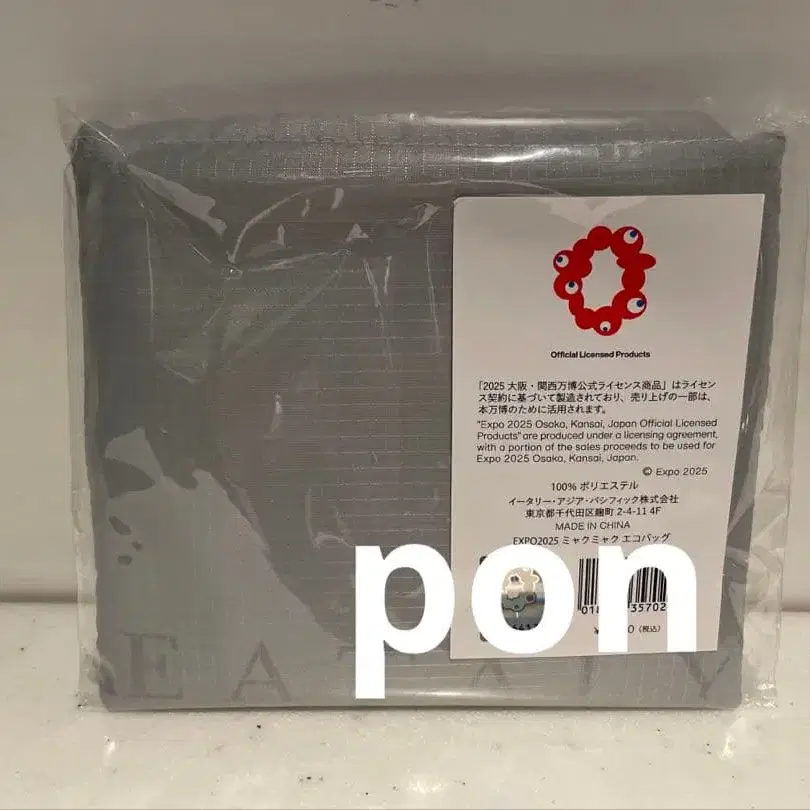 Official Licensed Products
「2025 大阪・関西万博公式ライセンス商品」はライセン
ス契約に基づいて製造されており、売り上げの一部は、
本万博のために活用されます。
"Expo 2025 Osaka, Kansai, Japan Official Licensed
Products" are produced under a licensing agreement,
with a portion of the sales proceeds to be used for
Expo 2025 Osaka, Kansai, Japan.
© Expo 2025
100% ポリエステル
イータリー・アジア・パシフィック株式会社
東京都千代田区麹町 2-4-11 4F
MADE IN CHINA
EXPO2025 ミャクミャク エコバッグ
pon
35702
(税込)